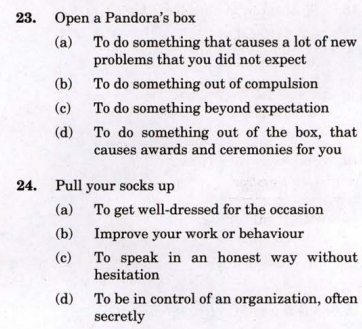 23. Open a Pandora's box
(a) To do something that causes a lot of new
problems that you did not expect
(b) To do something out of compulsion
(c) To do something beyond expectation
(d) To do something out of the box, that
causes awards and ceremonies for you
24. Pull your socks up
(a) To get well-dressed for the occasion
(b) Improve your work or behaviour
(c) To speak in an honest way without
hesitation
(d) To be in control of an organization, often
secretly